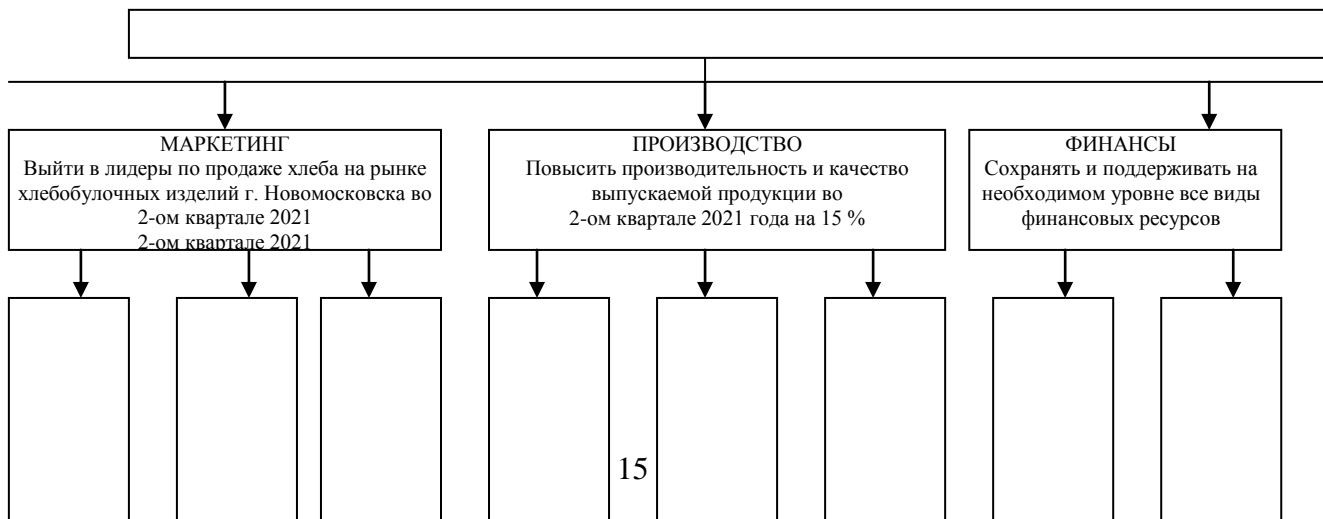 МАРКЕТИНГ
Выйти в лидеры по продаже хлеба на рынке
хлебобулочных изделий г. Новомосковска во
2-ом квартале 2021
2-ом квартале 2021
ПРОИЗВОДСТВО
Повысить производительность и качество
выпускаемой продукции во
2-ом квартале 2021 года на 15 %
ФИНАНСЫ
Сохранять и поддерживать на
необходимом уровне все виды
финансовых ресурсов
15